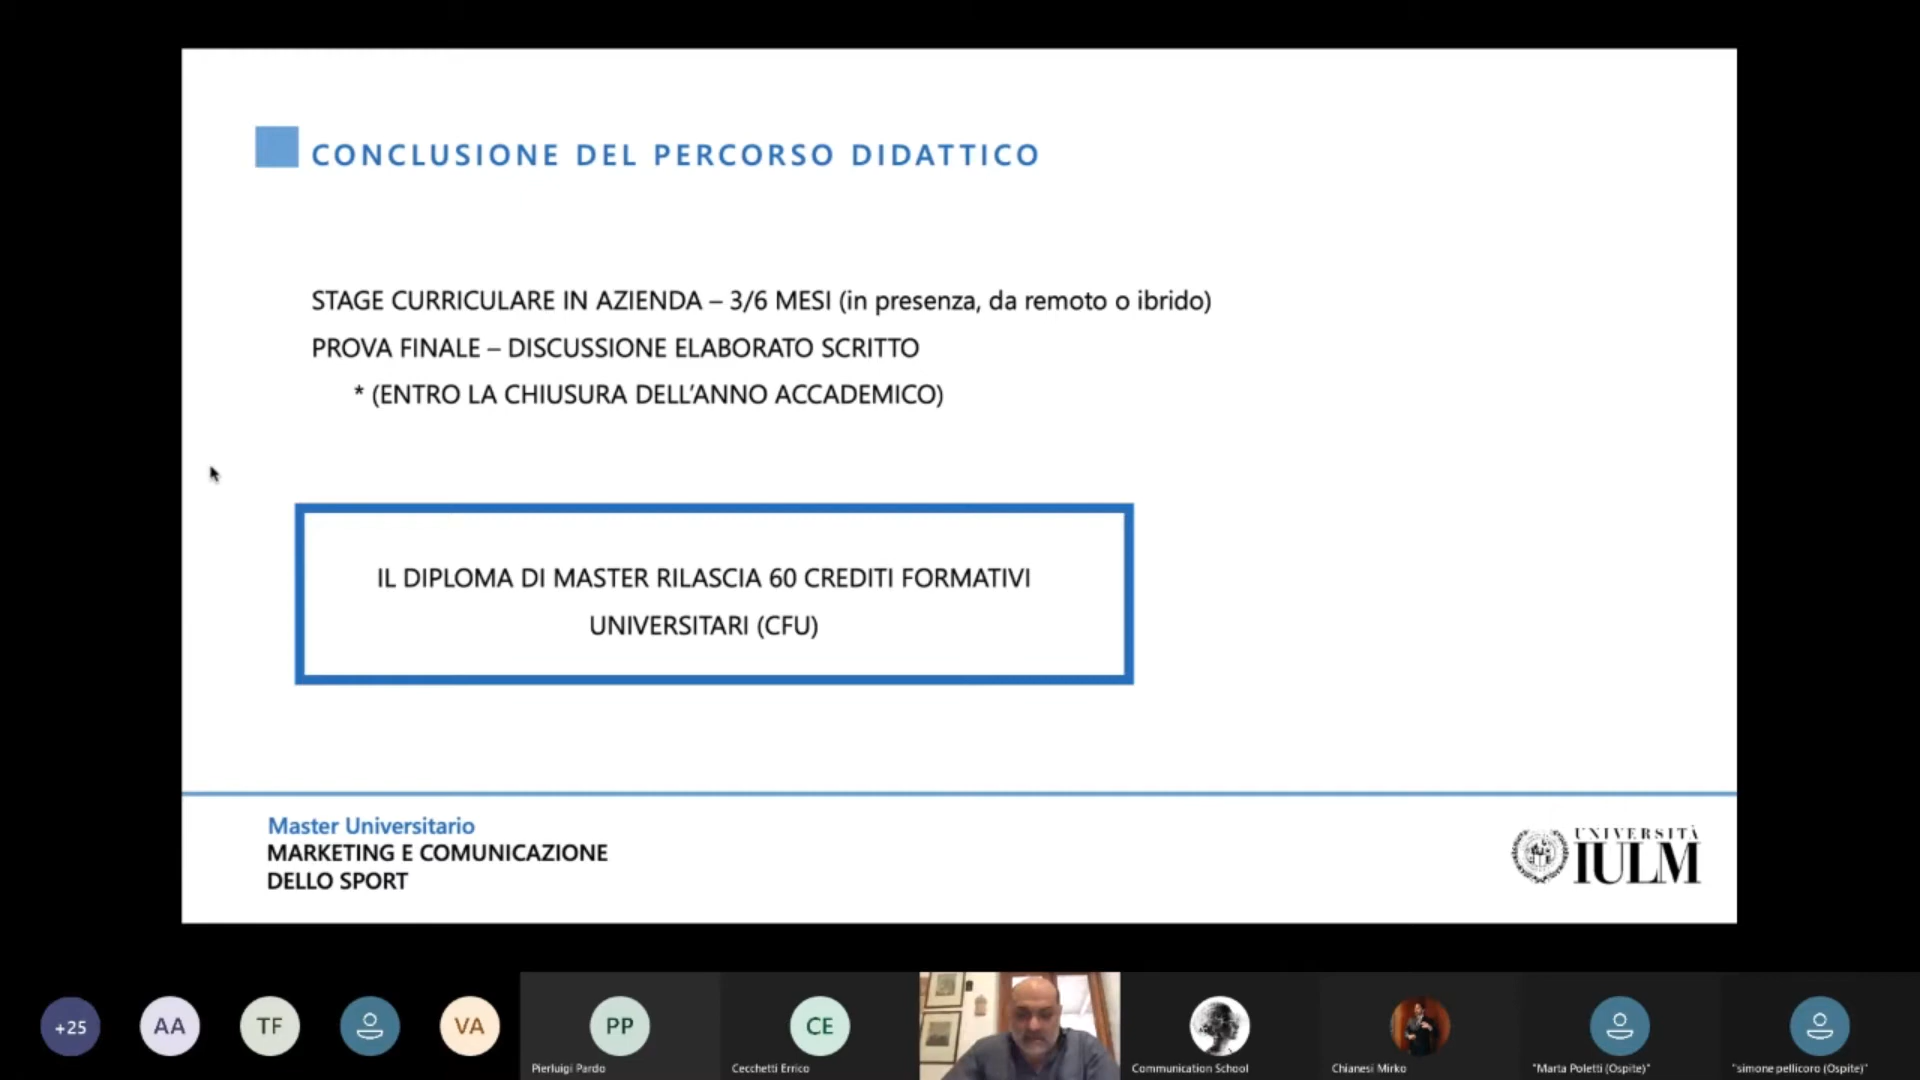 CONCLUSIONE DEL PERCORSO DIDATTICO
STAGE CURRICULARE IN AZIENDA – 3/6 MESI (in presenza, da remoto o ibrido)
PROVA FINALE – DISCUSSIONE ELABORATO SCRITTO
* (ENTRO LA CHIUSURA DELL’ANNO ACCADEMICO)
IL DIPLOMA DI MASTER RILASCIA 60 CREDITI FORMATIVI
UNIVERSITARI (CFU)
Master Universitario
MARKETING E COMUNICAZIONE
DELLO SPORT
UNIVERSITÀ
IULM
+25
AA
TF
VA
PP
CE
Pierluigi Pardo
Cecchetti Errico
Communication School
Chianesi Mirko
"Marta Poletti (Ospite)"
"simone pellicoro (Ospite)"